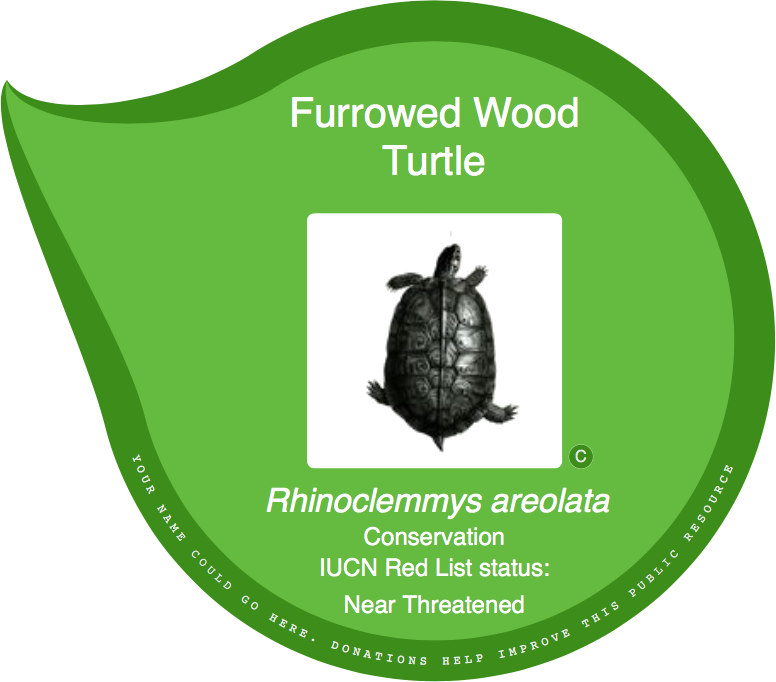 Furrowed Wood
Turtle
C
Rhinoclemmys areolata
Conservation
IUCN Red List status:
Near Threatened
YOUR NAME COULD GO HERE. DONATIONS HELP IMPROVE THIS PUBLIC RESOURCE